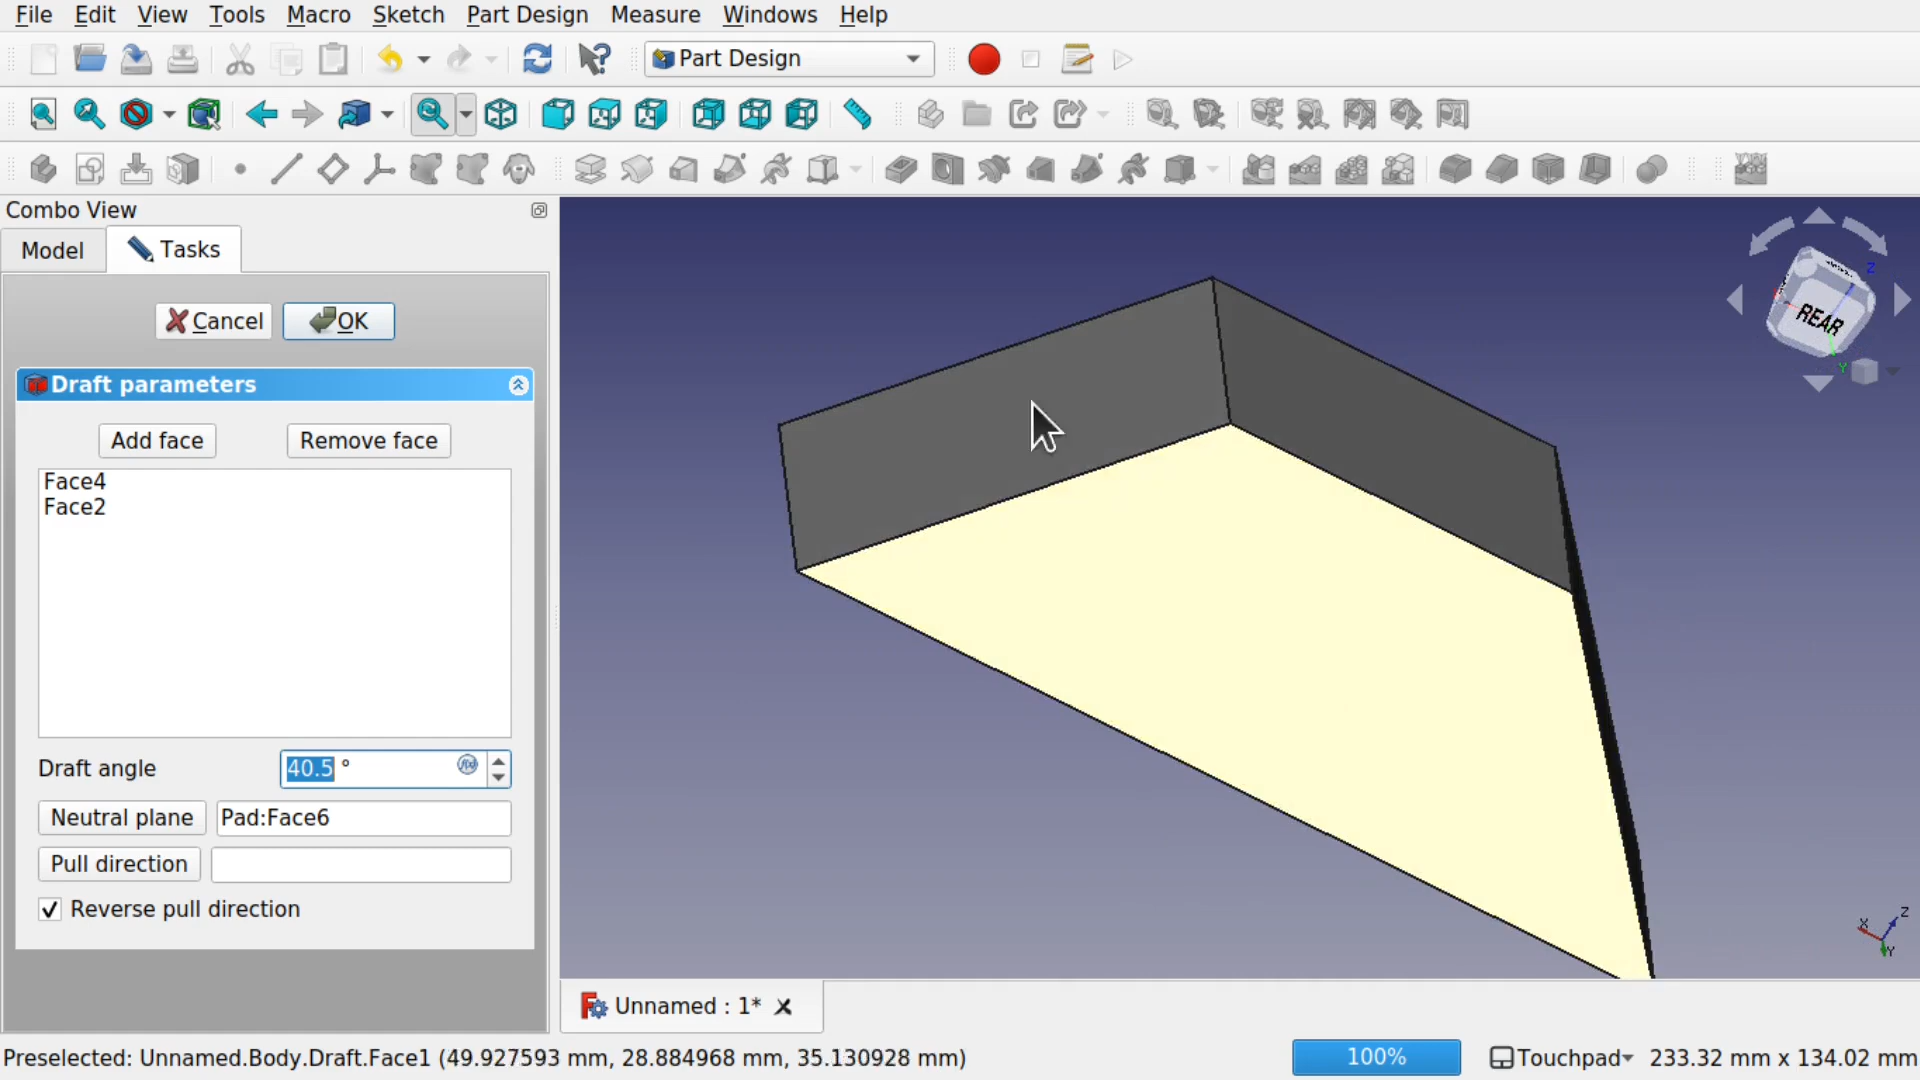 File Edit View Tools Macro Sketch Part Design Measure Windows Help
Part Design
Combo View
Model Tasks
Cancel OK
Draft parameters
Add face Remove face
Face4
Face2
Draft angle 40.5 °
Neutral plane Pad:Face6
Pull direction
Reverse pull direction
REAR
Z
Y
X Z
Y
Unnamed : 1*
Preselected: Unnamed.Body.Draft.Face1 (49.927593 mm, 28.884968 mm, 35.130928 mm) 100% Touchpad 233.32 mm x 134.02 mm